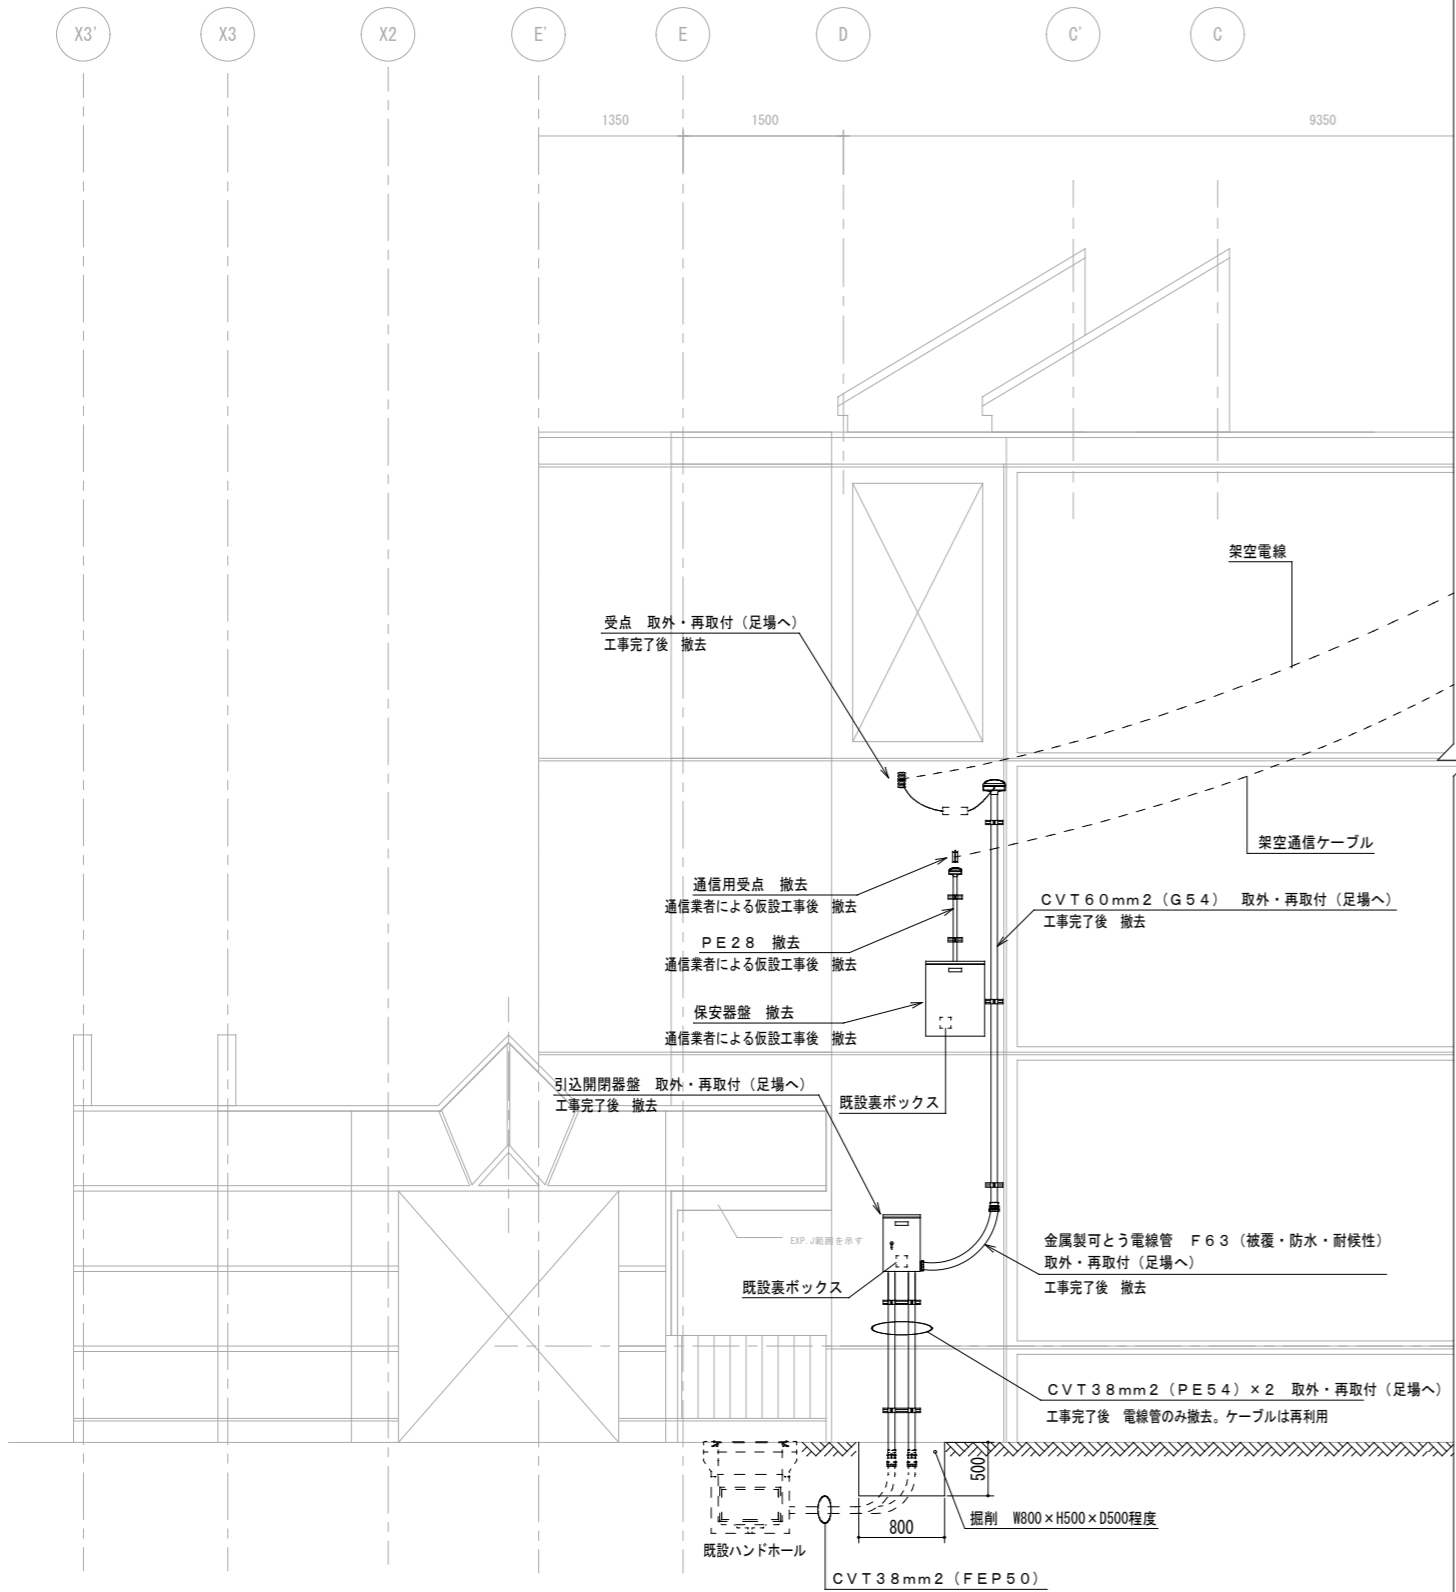 X3' X3 X2 E' E D C' C
1350 1500 9350
架空電線
受点　取外・再取付（足場へ）
工事完了後　撤去
架空通信ケーブル
通信用受点　撤去
通信業者による仮設工事後　撤去
CVT60mm2（G54）　取外・再取付（足場へ）
工事完了後　撤去
PE28　撤去
通信業者による仮設工事後　撤去
保安器盤　撤去
通信業者による仮設工事後　撤去
引込開閉器盤　取外・再取付（足場へ）
工事完了後　撤去
既設裏ボックス
EXP.J範囲を示す
金属製可とう電線管　F63（被覆・防水・耐候性）
取外・再取付（足場へ）
工事完了後　撤去
既設裏ボックス
CVT38mm2（PE54）×2　取外・再取付（足場へ）
工事完了後　電線管のみ撤去。ケーブルは再利用
500
掘削　W800×H500×D500程度
800
既設ハンドホール
CVT38mm2（FEP50）